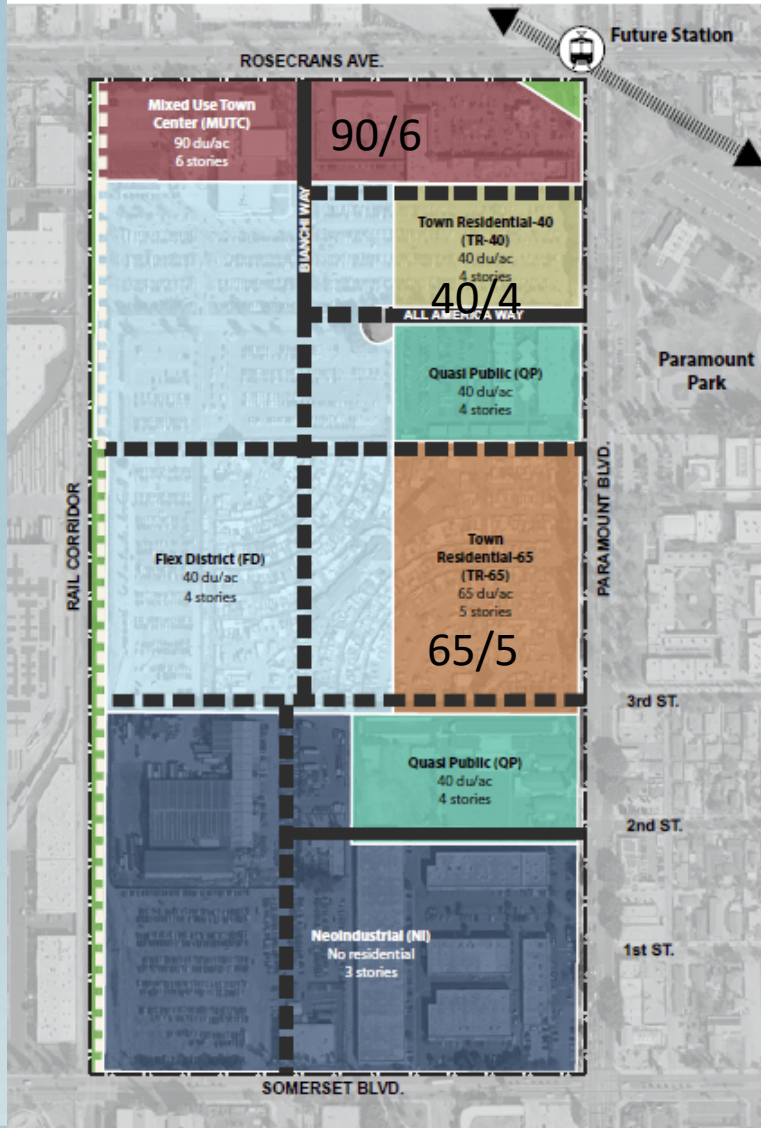 Future Station
ROSECRANS AVE.
Mixed Use Town
Center (MUTC)
90 du/ac
6 stories
90/6
BIANCHI WAY
Town Residential-40
(TR-40)
40 du/ac
4 stories
40/4
ALL AMERICA WAY
Quasi Public (QP)
40 du/ac
4 stories
Paramount
Park
RAIL CORRIDOR
PARAMOUNT BLVD.
Flex District (FD)
40 du/ac
4 stories
Town
Residential-65
(TR-65)
65 du/ac
5 stories
65/5
3rd ST.
Quasi Public (QP)
40 du/ac
4 stories
2nd ST.
Neoindustrial (NI)
No residential
3 stories
1st ST.
SOMERSET BLVD.